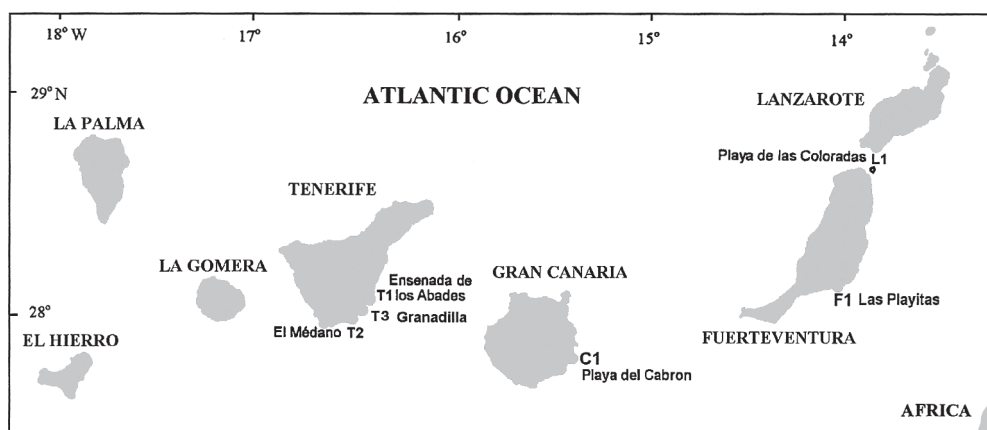 18°W 17° 16° 15° 14°
29°N
ATLANTIC OCEAN
LANZAROTE
LA PALMA
Playa de las Coloradas L1
TENERIFE
LA GOMERA
Ensenada de
T1 los Abades
GRAN CANARIA
F1 Las Playitas
28°
T3 Granadilla
El Médano T2
EL HIERRO
FUERTEVENTURA
C1
Playa del Cabron
AFRICA